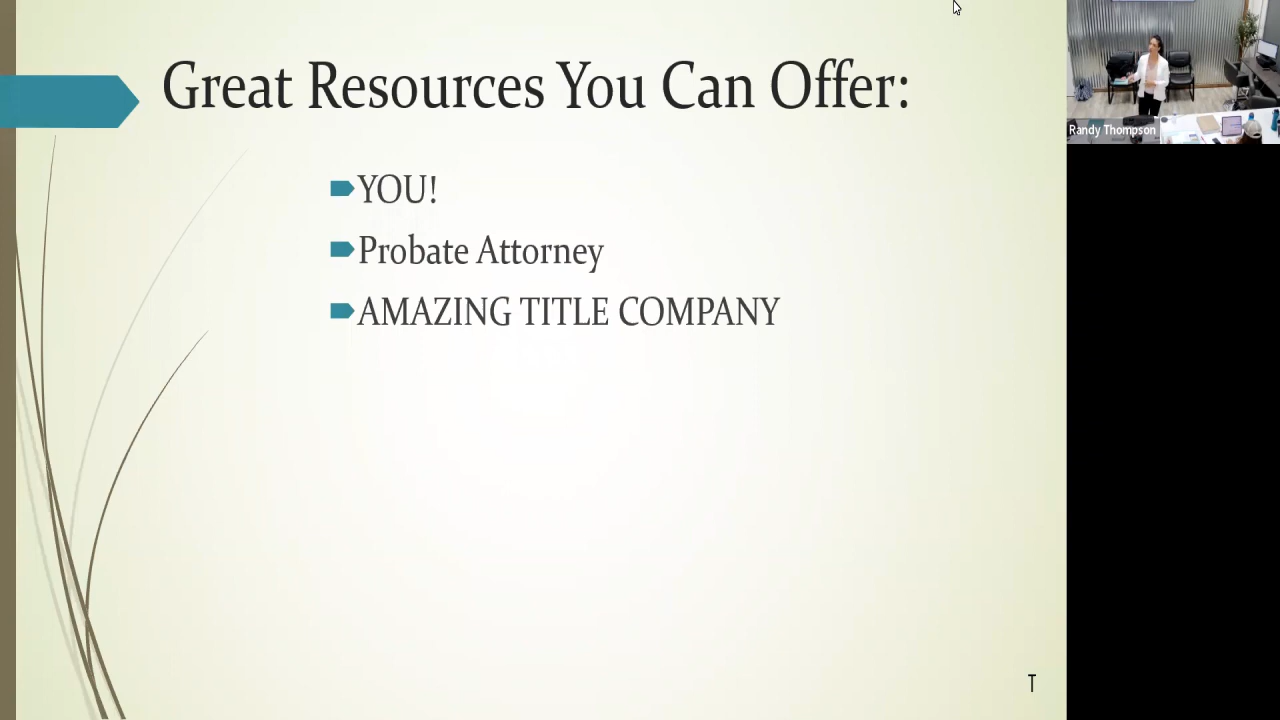 Great Resources You Can Offer:
YOU!
Probate Attorney
AMAZING TITLE COMPANY
T
Randy Thompson